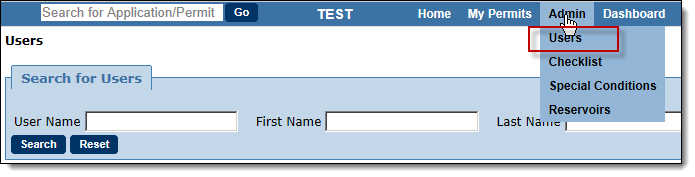 Search for Application/Permit Go TEST Home My Permits Admin Dashboard
Users
Checklist
Special Conditions
Reservoirs
Users
Search for Users
User Name First Name Last Name
Search Reset